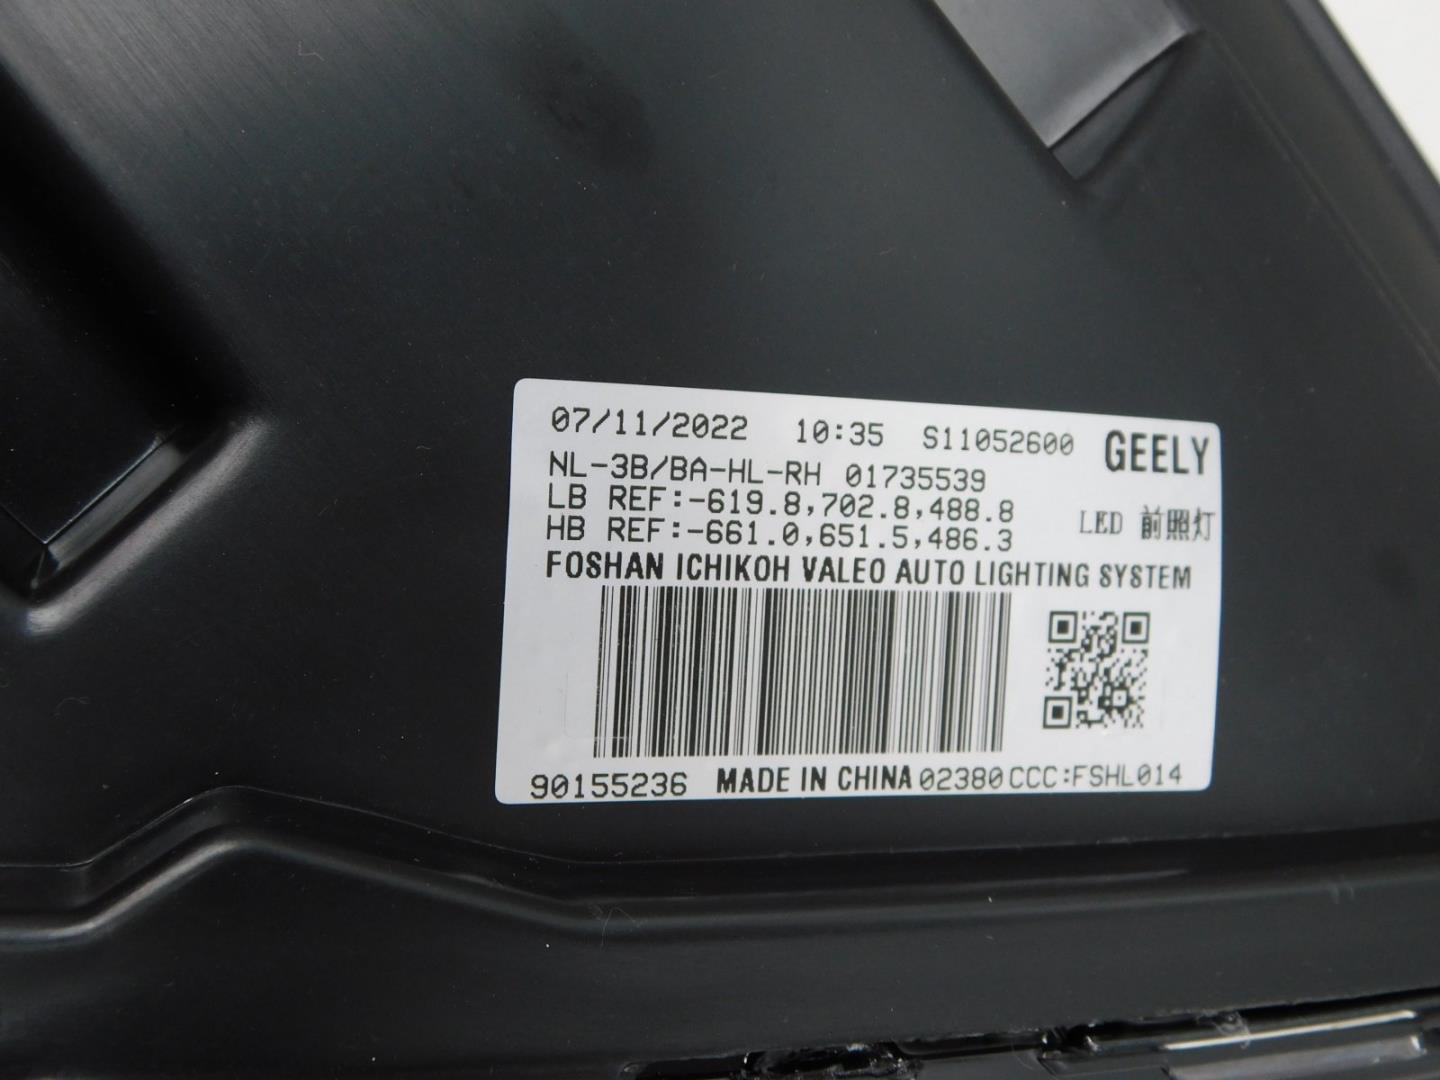 07/11/2022 10:35 S11052600 GEELY
NL-3B/BA-HL-RH 01735539
LB REF:-619.8,702.8,488.8
HB REF:-661.0,651.5,486.3
LED 前照灯
FOSHAN ICHIKOH VALEO AUTO LIGHTING SYSTEM
90155236 MADE IN CHINA 02380 CCC:FSHL014